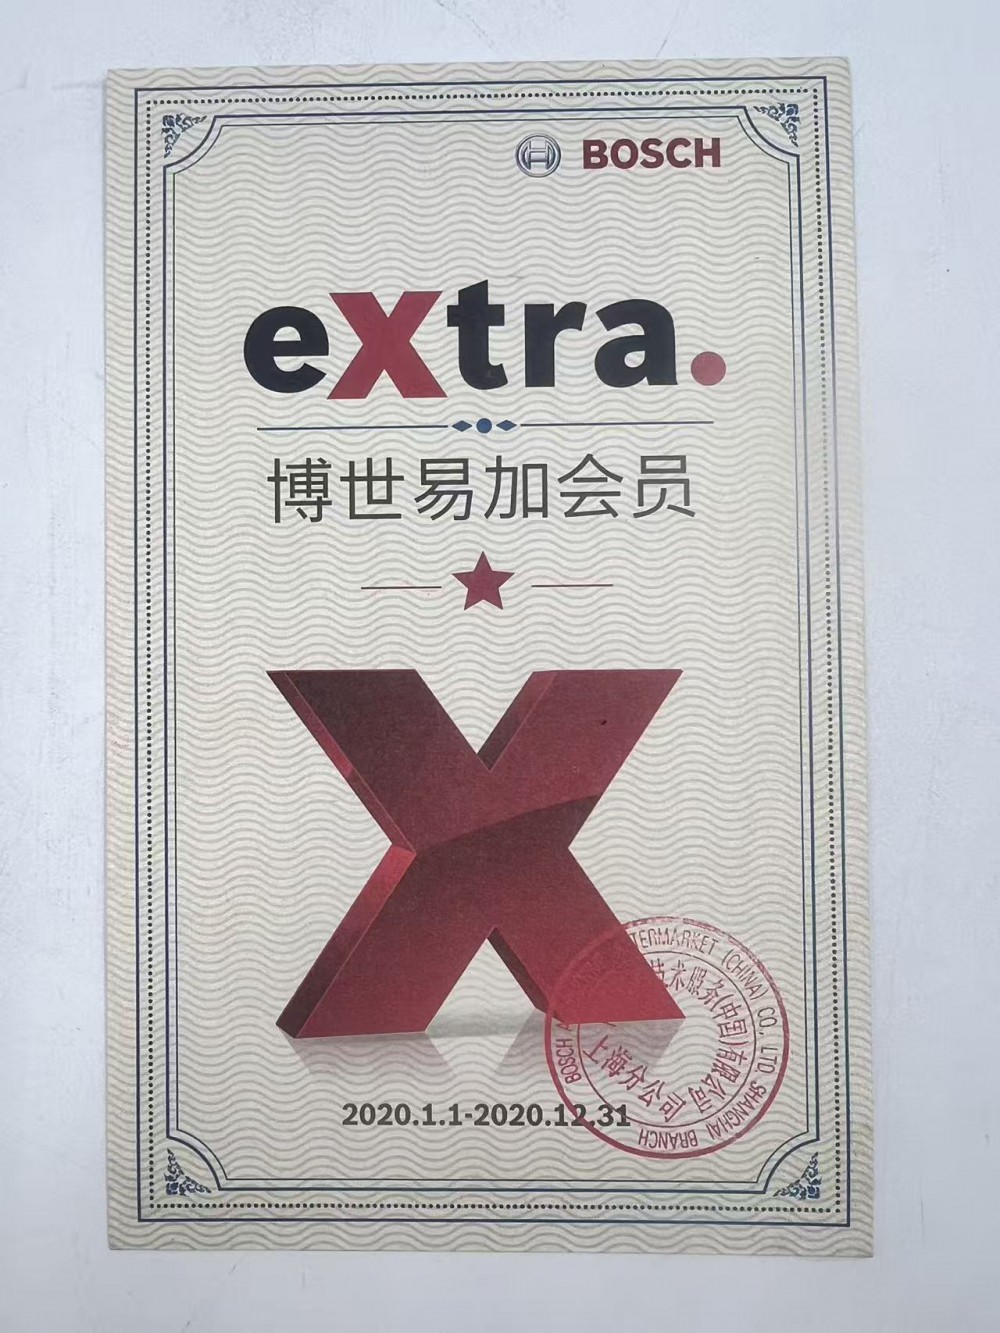 BOSCH
extra.
博世易加会员
X
2020.1.1-2020.12.31
BOSCH TERMARKET (CHINA) CO., LTD SHANGHAI BRANCH
技术服务(中国)有限公司
上海分公司